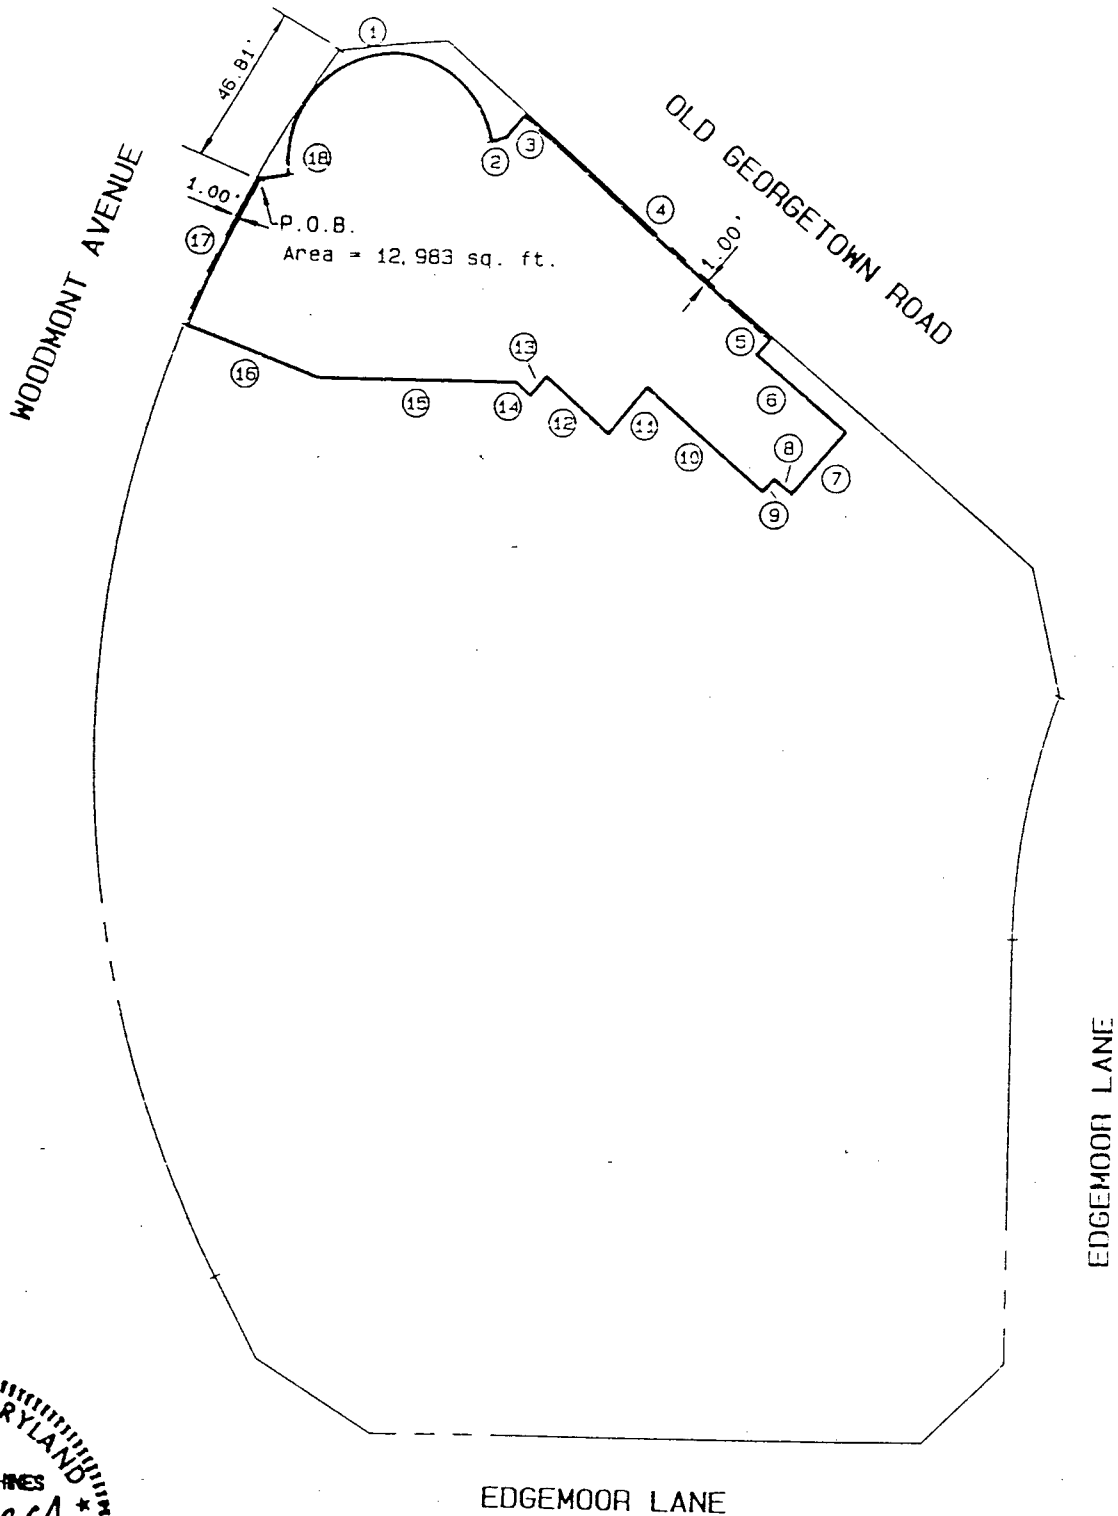 1
46.81'
OLD GEORGETOWN ROAD
WOODMONT AVENUE
18
2
3
4
1.00'
17
P.O.B.
Area = 12,983 sq. ft.
1.00'
5
13
16
15
14
12
11
6
10
8
7
9
EDGEMOOR LANE
RYLAND *
HINES
EDGEMOOR LANE